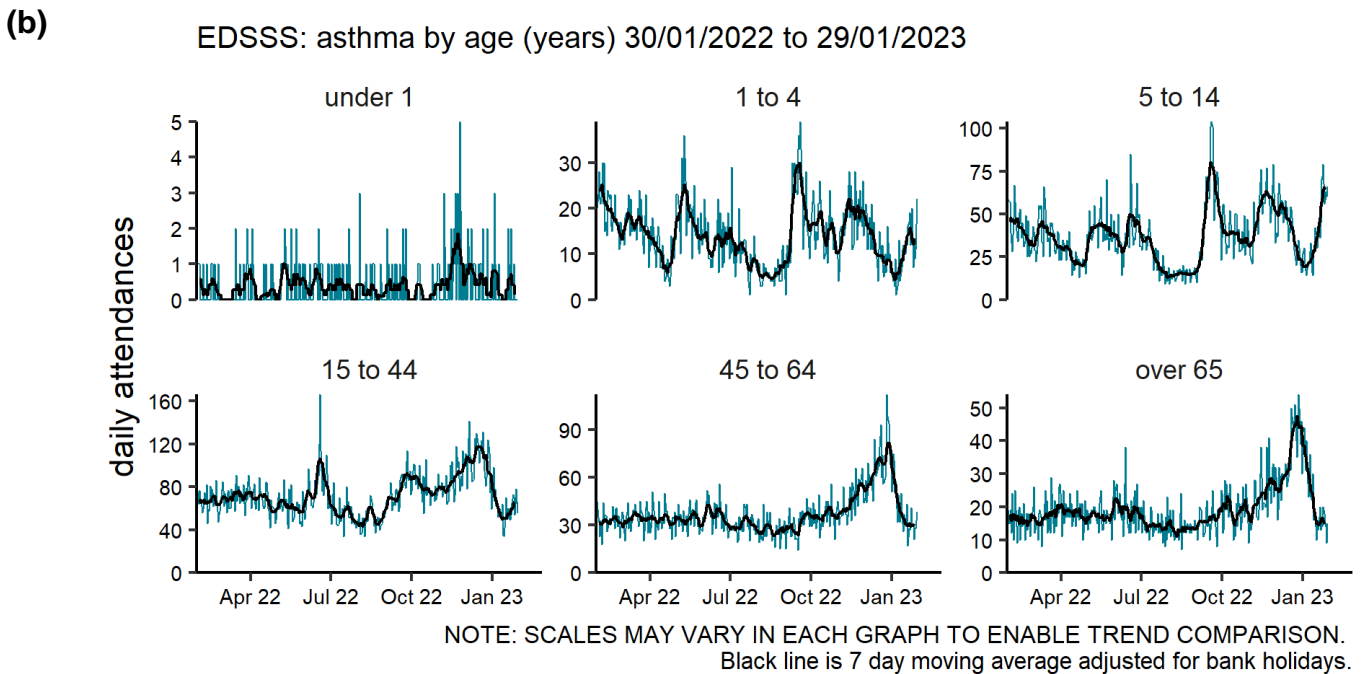 (b)
EDSSS: asthma by age (years) 30/01/2022 to 29/01/2023
under 1
1 to 4
5 to 14
5
4
3
2
1
0
30
20
10
0
100
75
50
25
0
daily attendances
15 to 44
45 to 64
over 65
160
120
80
40
0
90
60
30
0
50
40
30
20
10
0
Apr 22 Jul 22 Oct 22 Jan 23
Apr 22 Jul 22 Oct 22 Jan 23
Apr 22 Jul 22 Oct 22 Jan 23
NOTE: SCALES MAY VARY IN EACH GRAPH TO ENABLE TREND COMPARISON.
Black line is 7 day moving average adjusted for bank holidays.